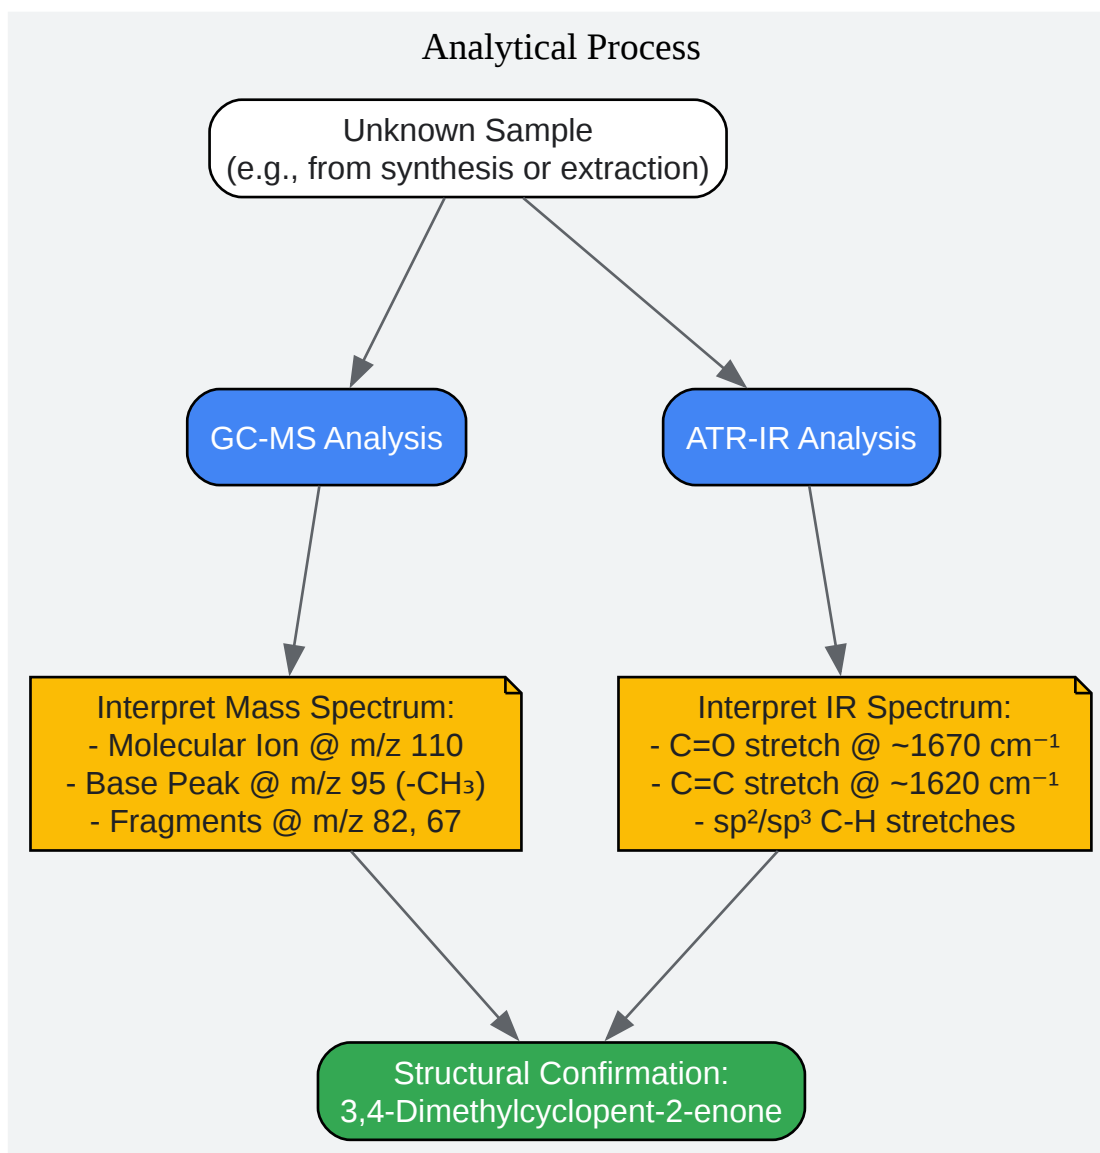 Analytical Process
Unknown Sample
(e.g., from synthesis or extraction)
GC-MS Analysis
ATR-IR Analysis
Interpret Mass Spectrum:
- Molecular Ion @ m/z 110
- Base Peak @ m/z 95 (-CH₃)
- Fragments @ m/z 82, 67
Interpret IR Spectrum:
- C=O stretch @ ~1670 cm⁻¹
- C=C stretch @ ~1620 cm⁻¹
- sp²/sp³ C-H stretches
Structural Confirmation:
3,4-Dimethylcyclopent-2-enone